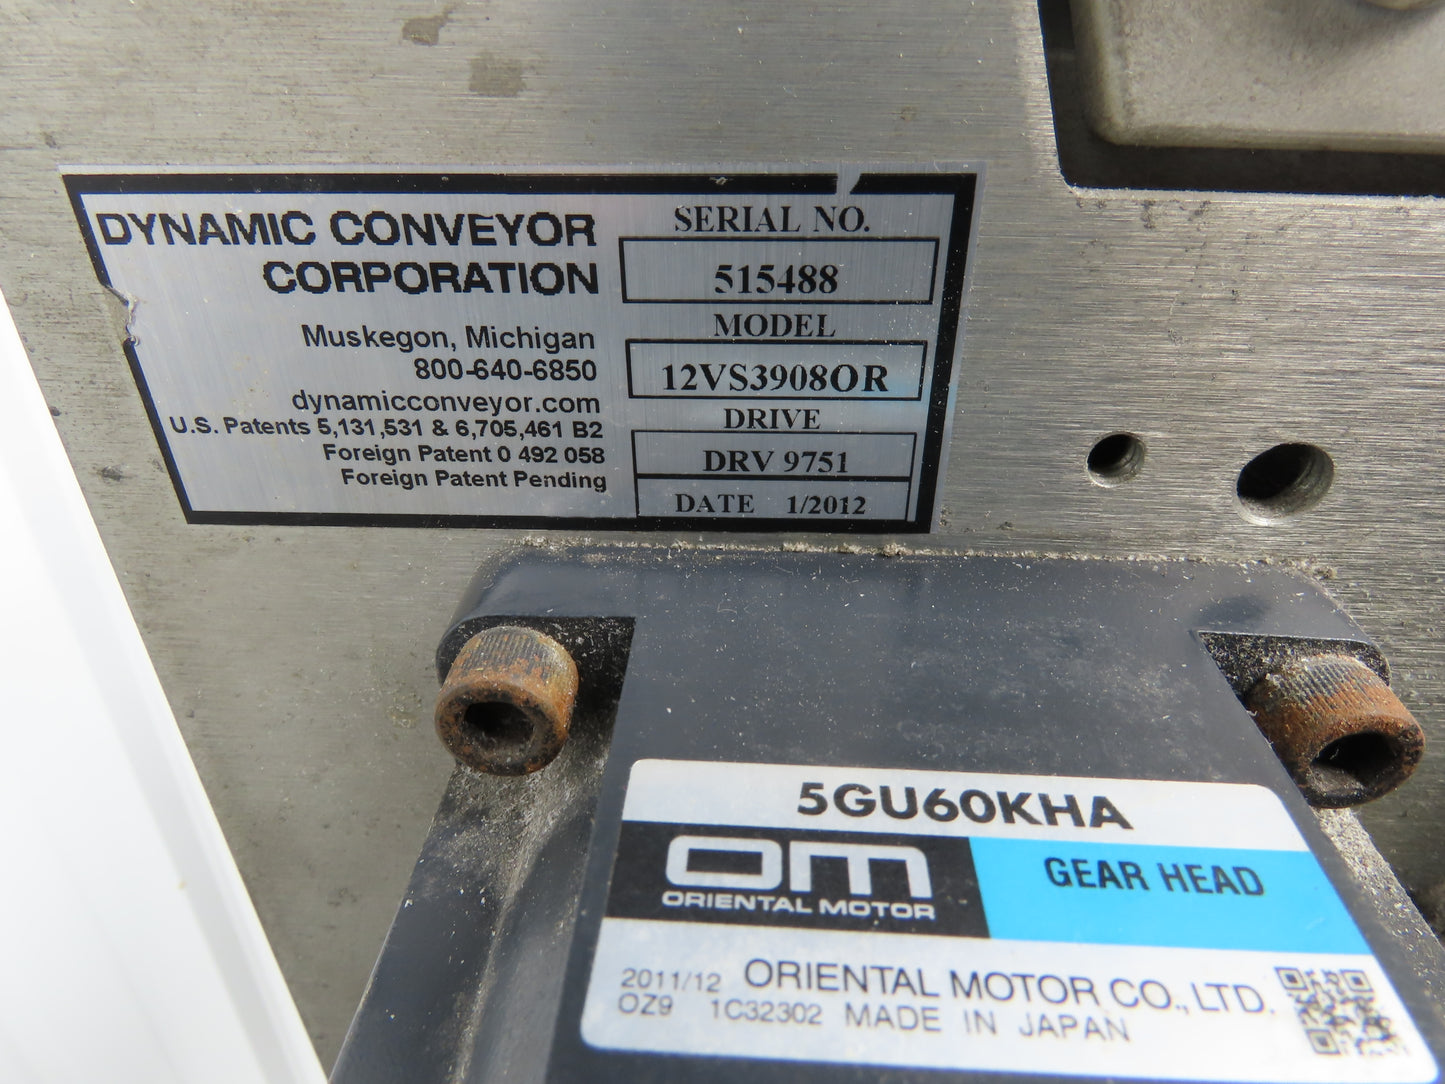 DYNAMIC CONVEYOR
CORPORATION
Muskegon, Michigan
800-640-6850
dynamicconveyor.com
U.S. Patents 5,131,531 & 6,705,461 B2
Foreign Patent 0 492 058
Foreign Patent Pending
SERIAL NO.
515488
MODEL
12VS3908OR
DRIVE
DRV 9751
DATE 1/2012
5GU60KHA
OM
ORIENTAL MOTOR
GEAR HEAD
2011/12 ORIENTAL MOTOR CO., LTD.
OZ9 1C32302 MADE IN JAPAN